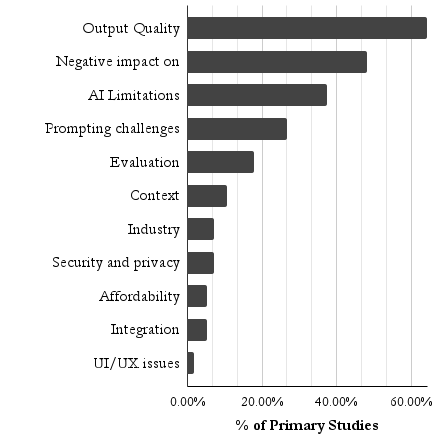 Output Quality
Negative impact on
AI Limitations
Prompting challenges
Evaluation
Context
Industry
Security and privacy
Affordability
Integration
UI/UX issues
0.00% 20.00% 40.00% 60.00%
% of Primary Studies